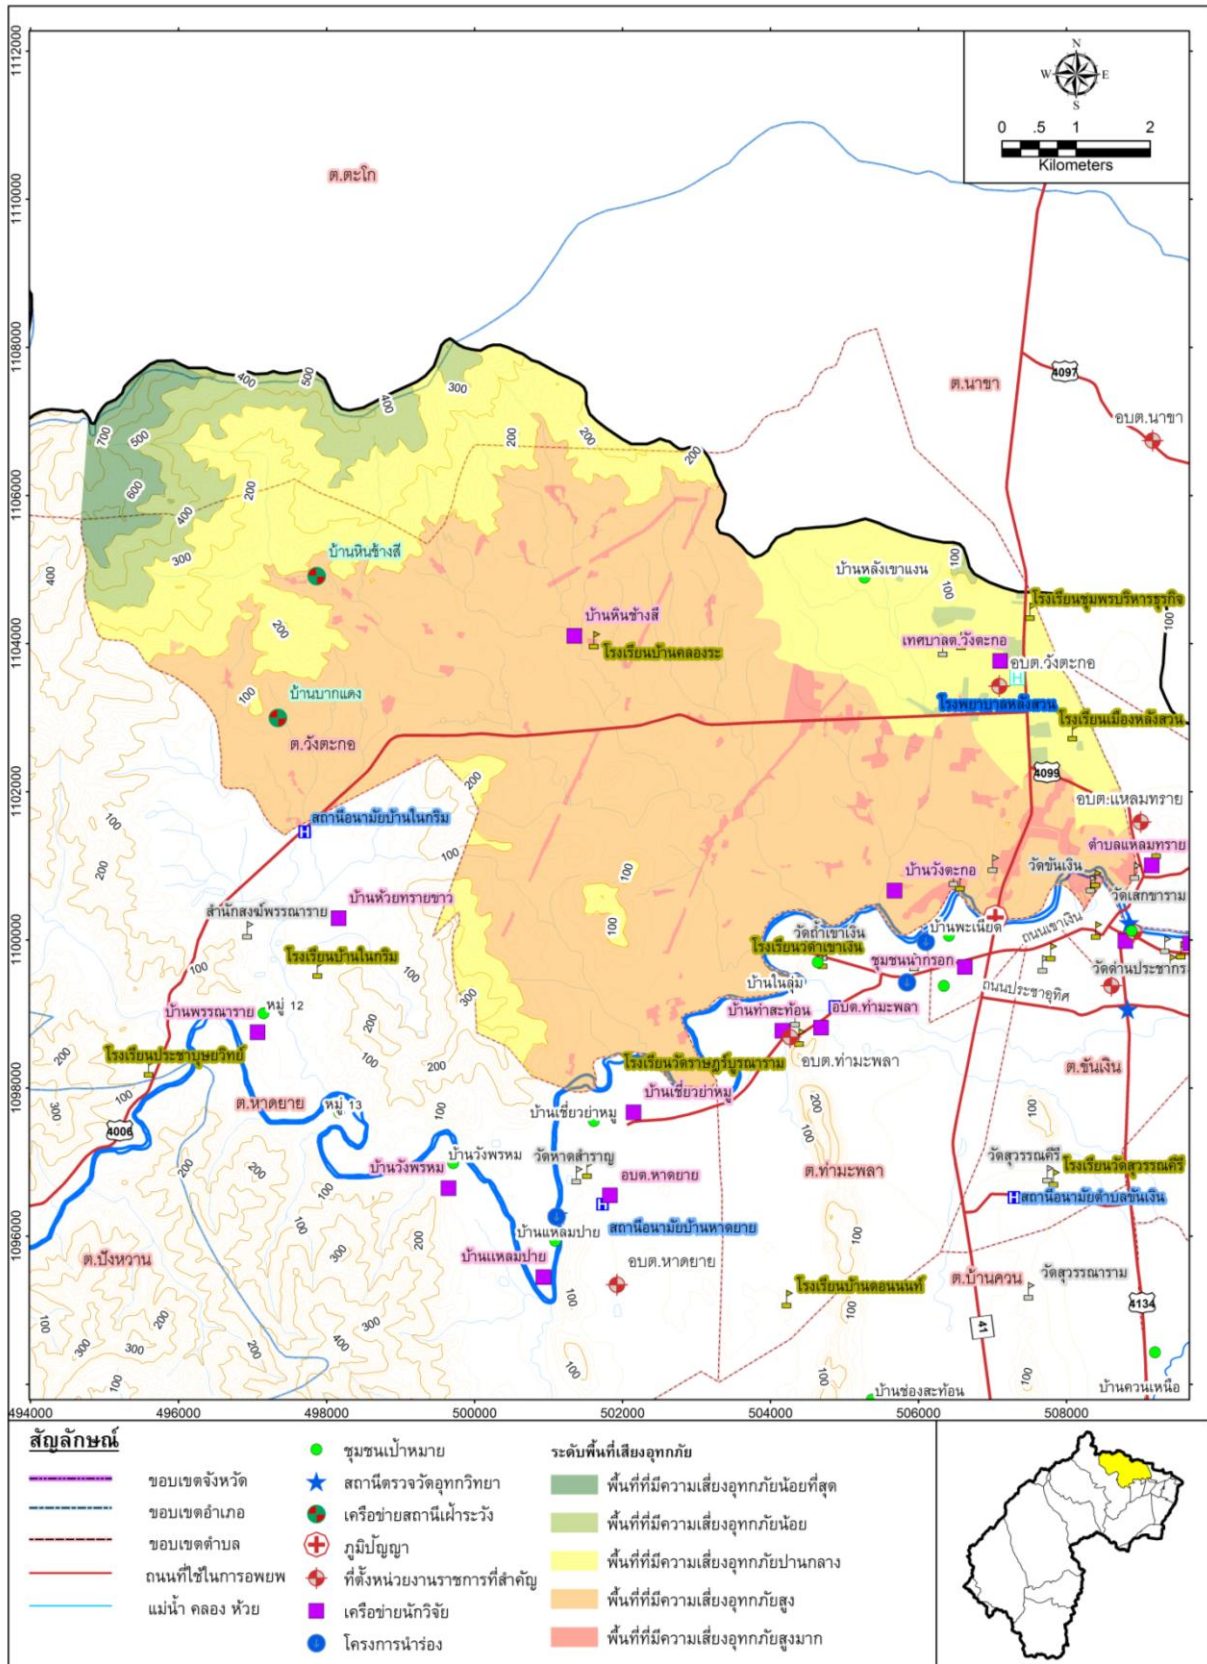 N
W E
S
0 .5 1 2
Kilometers
1112000
1110000
1108000
1106000
1104000
1102000
1100000
1098000
1096000
ต.ตะโก
ต.นาขา
4097
อบต.นาขา
400
500
300
400
700
500
600
400
300
200
200
200
200
400
100
บ้านหินช้างสี
บ้านหลังเขาแงน
โรงเรียนชุมพรบริหารธุรกิจ
บ้านหินช้างสี
โรงเรียนบ้านคลองระ
เทศบาลต.วังตะกอ
อบต.วังตะกอ
โรงพยาบาลหลังสวน
โรงเรียนเมืองหลังสวน
บ้านบากแดง
ต.วังตะกอ
4099
อบต.แหลมทราย
สถานีอนามัยบ้านในกริม
ตำบลแหลมทราย
บ้านวังตะกอ
วัดขันเงิน
วัดเสกขาราม
บ้านห้วยทรายขาว
สำนักสงฆ์พรรณาราย
วัดถ้ำเขาเงิน
บ้านพะเนียด
ถนนเขาเงิน
โรงเรียนวัดถ้ำเขาเงิน
โรงเรียนบ้านในกริม
ชุมชนน้ำกรอก
วัดด่านประชากร
บ้านในลุ่ม
ถนนประชาอุทิศ
หมู่ 12
บ้านพรรณาราย
บ้านท่าสะท้อน
อบต.ท่ามะพลา
โรงเรียนประชาบุษยวิทย์
โรงเรียนวัดราษฎร์บูรณาราม
อบต.ท่ามะพลา
ต.ขันเงิน
ต.หาดยาย
หมู่ 13
บ้านเชี่ยวย่าหมู
บ้านเชี่ยวย่าหมู
4006
บ้านวังพรหม
บ้านวังพรหม
วัดหาดสำราญ
อบต.หาดยาย
ต.ท่ามะพลา
วัดสุวรรณคีรี
โรงเรียนวัดสุวรรณคีรี
สถานีอนามัยตำบลขันเงิน
บ้านแหลมปาย
สถานีอนามัยบ้านหาดยาย
ต.ปังหวาน
บ้านแหลมปาย
อบต.หาดยาย
ต.บ้านควน
วัดสุวรรณาราม
โรงเรียนบ้านดอนนนท์
41
4134
บ้านช่องสะท้อน
บ้านควนเหนือ
494000 496000 498000 500000 502000 504000 506000 508000
สัญลักษณ์
ขอบเขตจังหวัด
ขอบเขตอำเภอ
ขอบเขตตำบล
ถนนที่ใช้ในการอพยพ
แม่น้ำ คลอง ห้วย
ชุมชนเป้าหมาย
สถานีตรวจวัดอุทกวิทยา
เครือข่ายสถานีเฝ้าระวัง
ภูมิปัญญา
ที่ตั้งหน่วยงานราชการที่สำคัญ
เครือข่ายนักวิจัย
โครงการนำร่อง
ระดับพื้นที่เสี่ยงอุทกภัย
พื้นที่ที่มีความเสี่ยงอุทกภัยน้อยที่สุด
พื้นที่ที่มีความเสี่ยงอุทกภัยน้อย
พื้นที่ที่มีความเสี่ยงอุทกภัยปานกลาง
พื้นที่ที่มีความเสี่ยงอุทกภัยสูง
พื้นที่ที่มีความเสี่ยงอุทกภัยสูงมาก